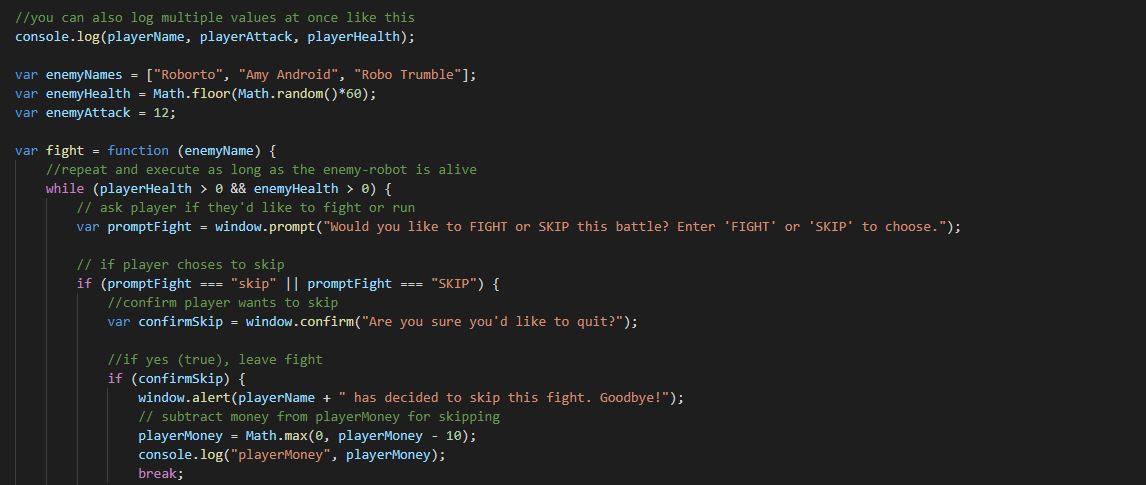 //you can also log multiple values at once like this
console.log(playerName, playerAttack, playerHealth);
var enemyNames = ["Roborto", "Amy Android", "Robo Trumble"];
var enemyHealth = Math.floor(Math.random()*60);
var enemyAttack = 12;
var fight = function (enemyName) {
//repeat and execute as long as the enemy-robot is alive
while (playerHealth > 0 && enemyHealth > 0) {
// ask player if they'd like to fight or run
var promptFight = window.prompt("Would you like to FIGHT or SKIP this battle? Enter 'FIGHT' or 'SKIP' to choose.");
// if player choses to skip
if (promptFight === "skip" || promptFight === "SKIP") {
//confirm player wants to skip
var confirmSkip = window.confirm("Are you sure you'd like to quit?");
//if yes (true), leave fight
if (confirmSkip) {
window.alert(playerName + " has decided to skip this fight. Goodbye!");
// subtract money from playerMoney for skipping
playerMoney = Math.max(0, playerMoney - 10);
console.log("playerMoney", playerMoney);
break;